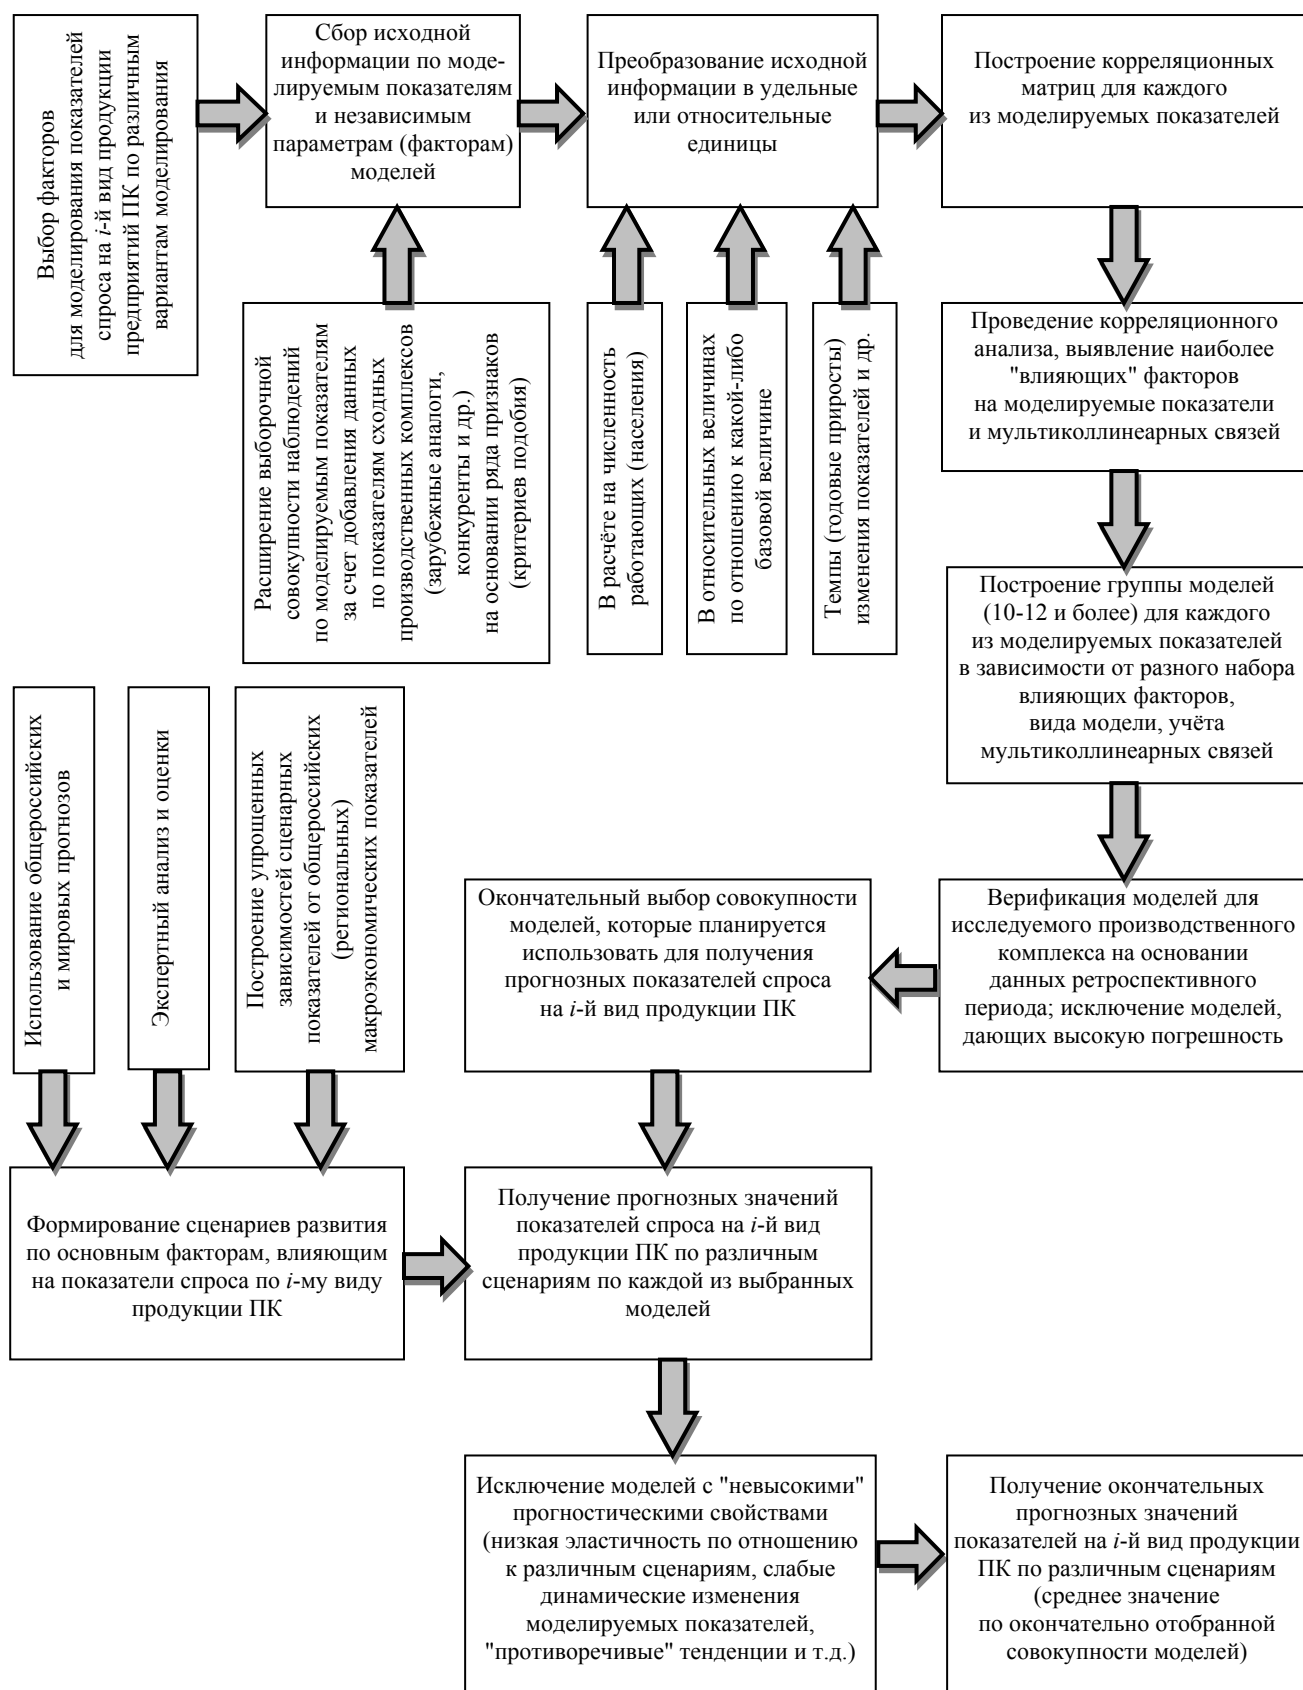 Выбор факторов
для моделирования показателей
спроса на i-й вид продукции
предприятий ПК по различным
вариантам моделирования
Сбор исходной
информации по моде-
лируемым показателям
и независимым
параметрам (факторам)
моделей
Преобразование исходной
информации в удельные
или относительные
единицы
Построение корреляционных
матриц для каждого
из моделируемых показателей
Расширение выборочной
совокупности наблюдений
по моделируемым показателям
за счет добавления данных
по показателям сходных
производственных комплексов
(зарубежные аналоги,
конкуренты и др.)
на основании ряда признаков
(критериев подобия)
В расчёте на численность
работающих (населения)
В относительных величинах
по отношению к какой-либо
базовой величине
Темпы (годовые приросты)
изменения показателей и др.
Проведение корреляционного
анализа, выявление наиболее
"влияющих" факторов
на моделируемые показатели
и мультиколлинеарных связей
Построение группы моделей
(10-12 и более) для каждого
из моделируемых показателей
в зависимости от разного набора
влияющих факторов,
вида модели, учёта
мультиколлинеарных связей
Использование общероссийских
и мировых прогнозов
Экспертный анализ и оценки
Построение упрощенных
зависимостей сценарных
показателей от общероссийских
(региональных)
макроэкономических показателей
Окончательный выбор совокупности
моделей, которые планируется
использовать для получения
прогнозных показателей спроса
на i-й вид продукции ПК
Верификация моделей для
исследуемого производственного
комплекса на основании
данных ретроспективного
периода; исключение моделей,
дающих высокую погрешность
Формирование сценариев развития
по основным факторам, влияющим
на показатели спроса по i-му виду
продукции ПК
Получение прогнозных значений
показателей спроса на i-й вид
продукции ПК по различным
сценариям по каждой из выбранных
моделей
Исключение моделей с "невысокими"
прогностическими свойствами
(низкая эластичность по отношению
к различным сценариям, слабые
динамические изменения
моделируемых показателей,
"противоречивые" тенденции и т.д.)
Получение окончательных
прогнозных значений
показателей на i-й вид продукции
ПК по различным сценариям
(среднее значение
по окончательно отобранной
совокупности моделей)